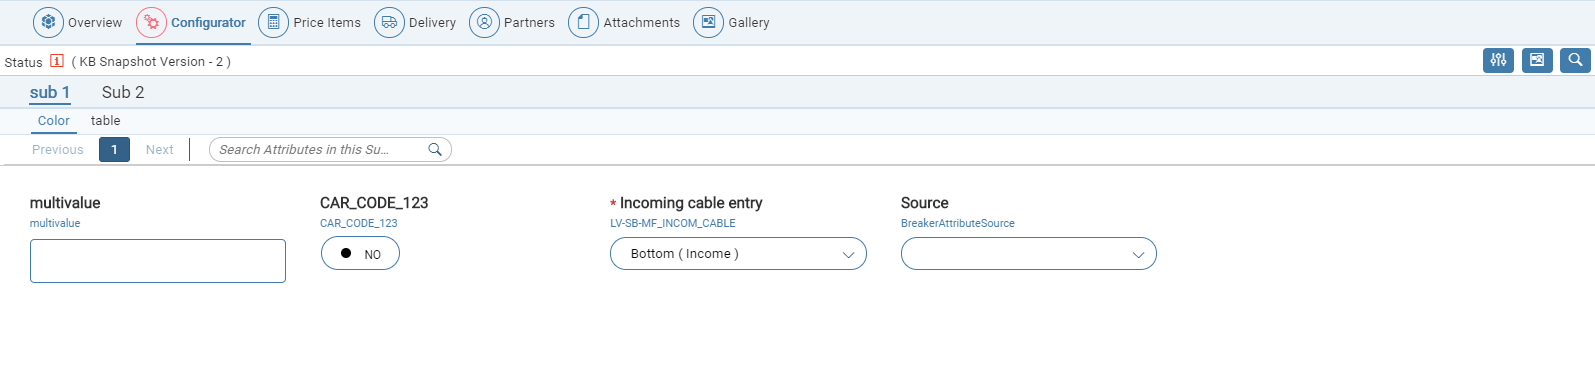 Overview Configurator Price Items Delivery Partners Attachments Gallery
Status 1 ( KB Snapshot Version - 2 )
sub 1 Sub 2
Color table
Previous 1 Next Search Attributes in this Su...
multivalue CAR_CODE_123 * Incoming cable entry Source
multivalue CAR_CODE_123 LV-SB-MF_INCOM_CABLE BreakerAttributeSource
NO Bottom ( Income )